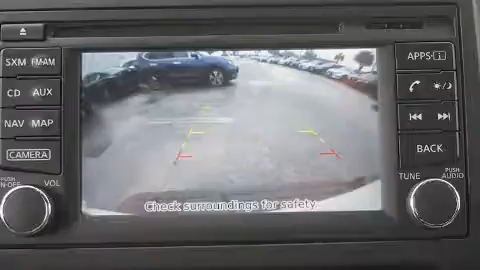 SXM FM·AM
CD AUX
NAV MAP
CAMERA
PUSH
ON·OFF VOL
Check surroundings for safety.
APPS·i
BACK
TUNE PUSH
AUDIO